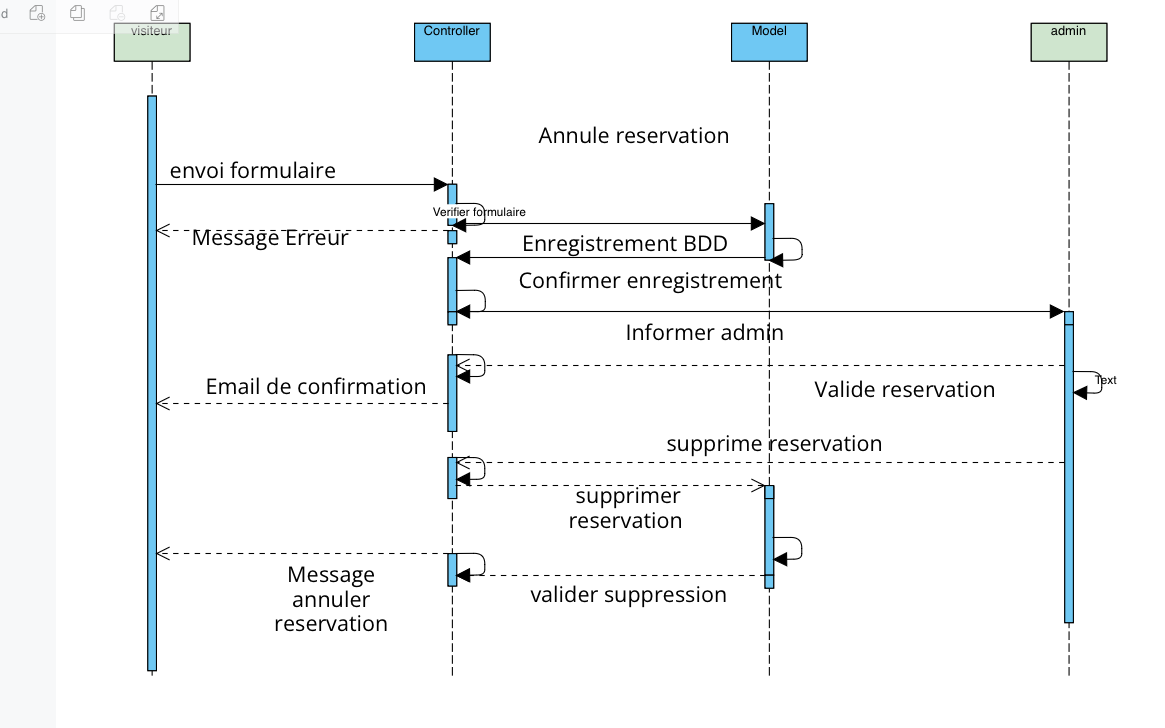 d
visiteur
Controller
Model
admin
Annule reservation
envoi formulaire
Verifier formulaire
Message Erreur
Enregistrement BDD
Confirmer enregistrement
Informer admin
Email de confirmation
Valide reservation
Text
supprime reservation
supprimer
reservation
Message
annuler
reservation
valider suppression